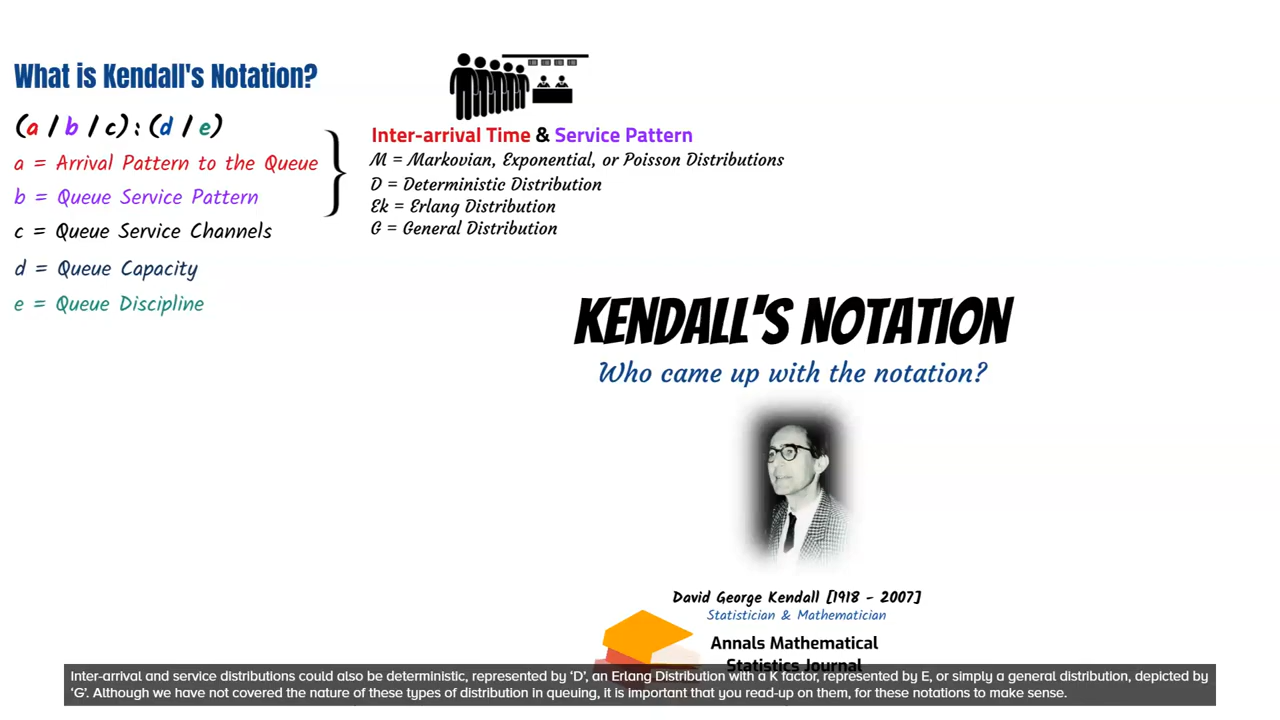 What is Kendall's Notation?
(a / b / c) : (d / e)
a = Arrival Pattern to the Queue
b = Queue Service Pattern
c = Queue Service Channels
d = Queue Capacity
e = Queue Discipline
Inter-arrival Time & Service Pattern
M = Markovian, Exponential, or Poisson Distributions
D = Deterministic Distribution
Ek = Erlang Distribution
G = General Distribution
KENDALL'S NOTATION
Who came up with the notation?
David George Kendall [1918 - 2007]
Statistician & Mathematician
Annals Mathematical
Statistics Journal
Inter-arrival and service distributions could also be deterministic, represented by ‘D’, an Erlang Distribution with a K factor, represented by E, or simply a general distribution, depicted by
‘G’. Although we have not covered the nature of these types of distribution in queuing, it is important that you read-up on them, for these notations to make sense.